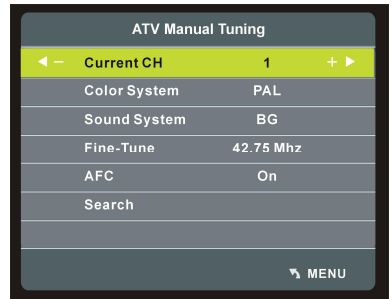 ATV Manual Tuning
− Current CH 1 +
Color System PAL
Sound System BG
Fine-Tune 42.75 Mhz
AFC On
Search
MENU